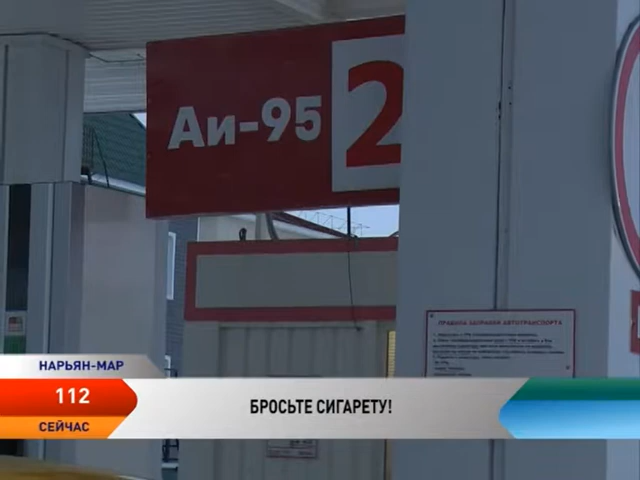 Аи-95 2
ПРАВИЛА ЗАПРАВКИ АВТОТРАНСПОРТА
НАРЬЯН-МАР
112
СЕЙЧАС
БРОСЬТЕ СИГАРЕТУ!